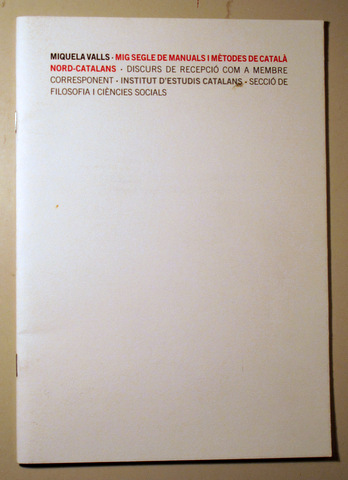 MIQUELA VALLS · MIG SEGLE DE MANUALS I MÈTODES DE CATALÀ
NORD-CATALANS · DISCURS DE RECEPCIÓ COM A MEMBRE
CORRESPONENT · INSTITUT D'ESTUDIS CATALANS · SECCIÓ DE
FILOSOFIA I CIÈNCIES SOCIALS